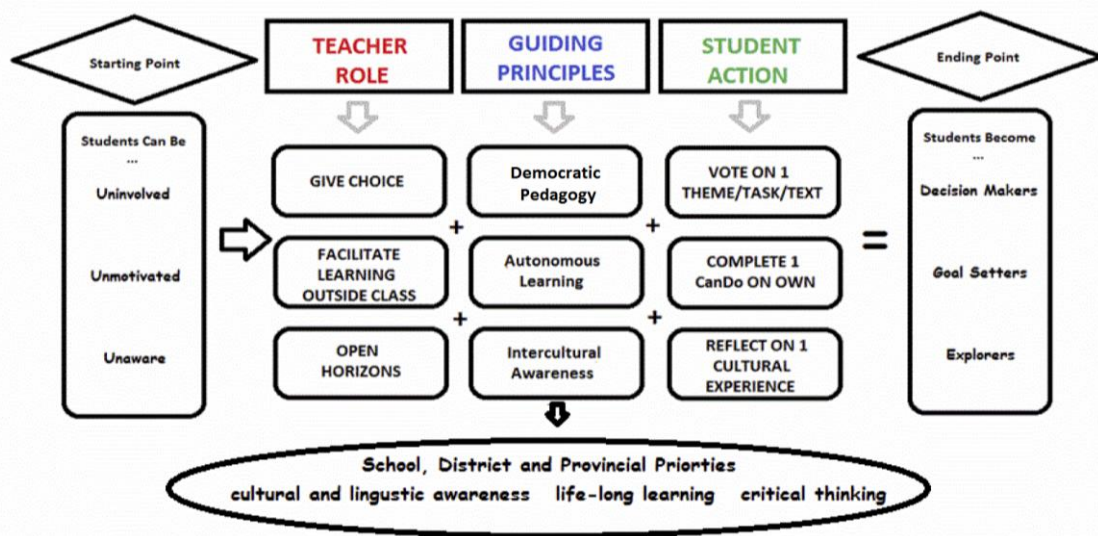 Starting Point
TEACHER
ROLE
GUIDING
PRINCIPLES
STUDENT
ACTION
Ending Point
Students Can Be
...
Uninvolved
Unmotivated
Unaware
GIVE CHOICE
+
Democratic
Pedagogy
+
VOTE ON 1
THEME/TASK/TEXT
FACILITATE
LEARNING
OUTSIDE CLASS
+
Autonomous
Learning
+
COMPLETE 1
CanDo ON OWN
OPEN
HORIZONS
Intercultural
Awareness
REFLECT ON 1
CULTURAL
EXPERIENCE
=
Students Become
...
Decision Makers
Goal Setters
Explorers
School, District and Provincial Priorties
cultural and lingustic awareness life-long learning critical thinking